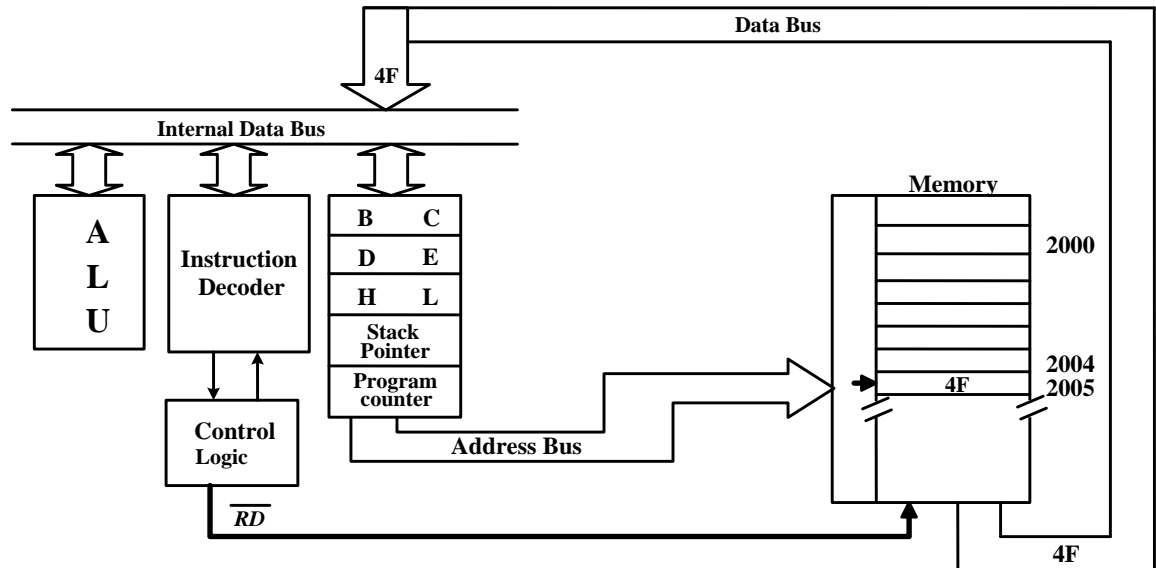 Data Bus
4F
Internal Data Bus
A
L
U
Instruction
Decoder
B C
D E
H L
Stack
Pointer
Program
counter
Control
Logic
RD
Address Bus
Memory
2000
2004
4F 2005
4F